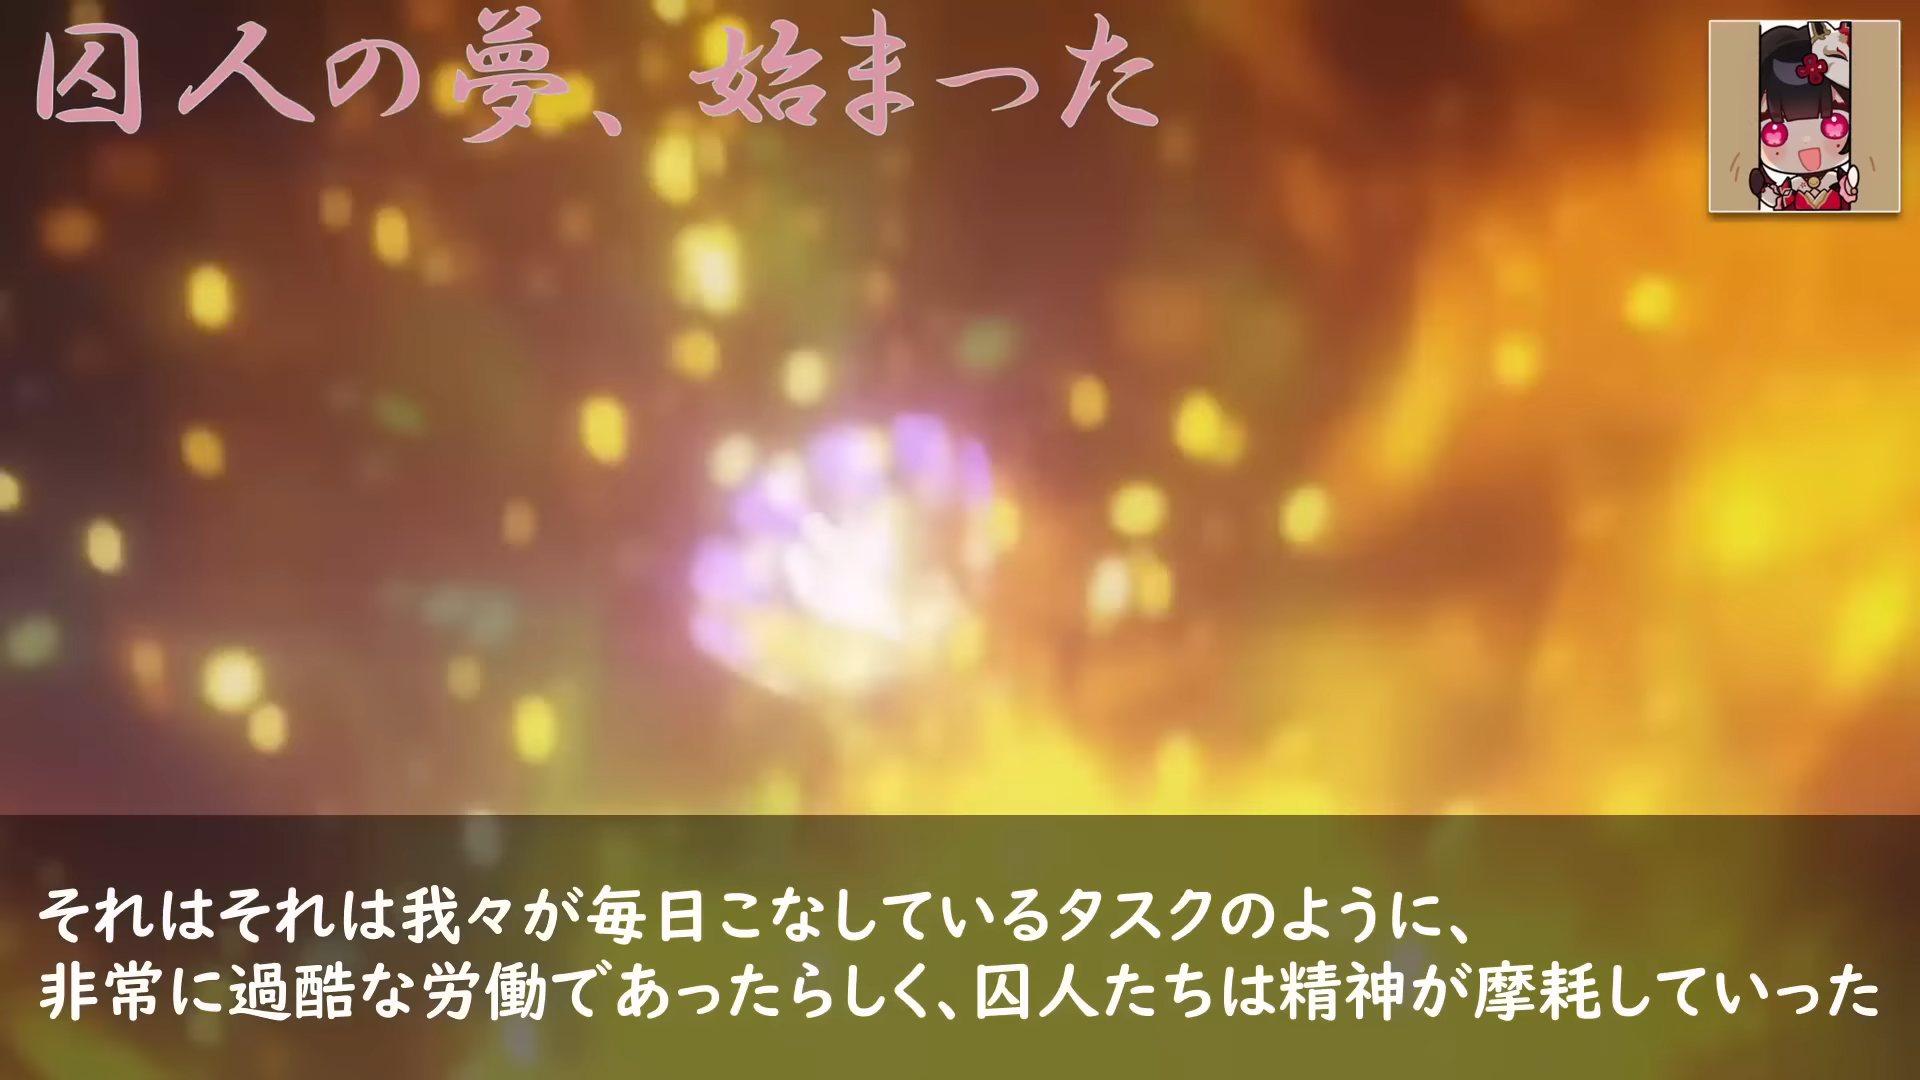 囚人の夢、始まった
それはそれは我々が毎日こなしているタスクのように、
非常に過酷な労働であったらしく、囚人たちは精神が摩耗していった